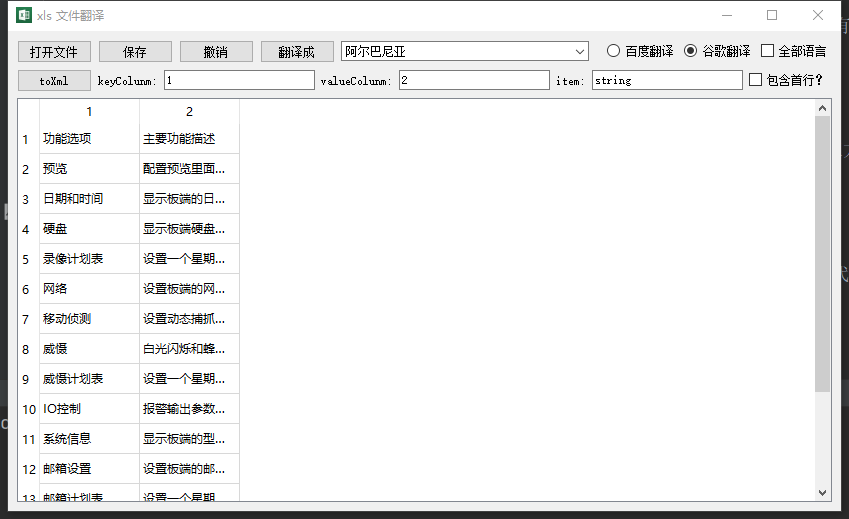 xls 文件翻译
打开文件 保存 撤销 翻译成 阿尔巴尼亚 百度翻译 谷歌翻译 全部语言
toXml keyColunm: 1 valueColunm: 2 item: string 包含首行?
1 2
1 功能选项 主要功能描述
2 预览 配置预览里面...
3 日期和时间 显示板端的日...
4 硬盘 显示板端硬盘...
5 录像计划表 设置一个星期...
6 网络 设置板端的网...
7 移动侦测 设置动态捕抓...
8 威慑 白光闪烁和蜂...
9 威慑计划表 设置一个星期...
10 IO控制 报警输出参数...
11 系统信息 显示板端的型...
12 邮箱设置 设置板端的邮...
13 邮箱计划表 设置一个星期...